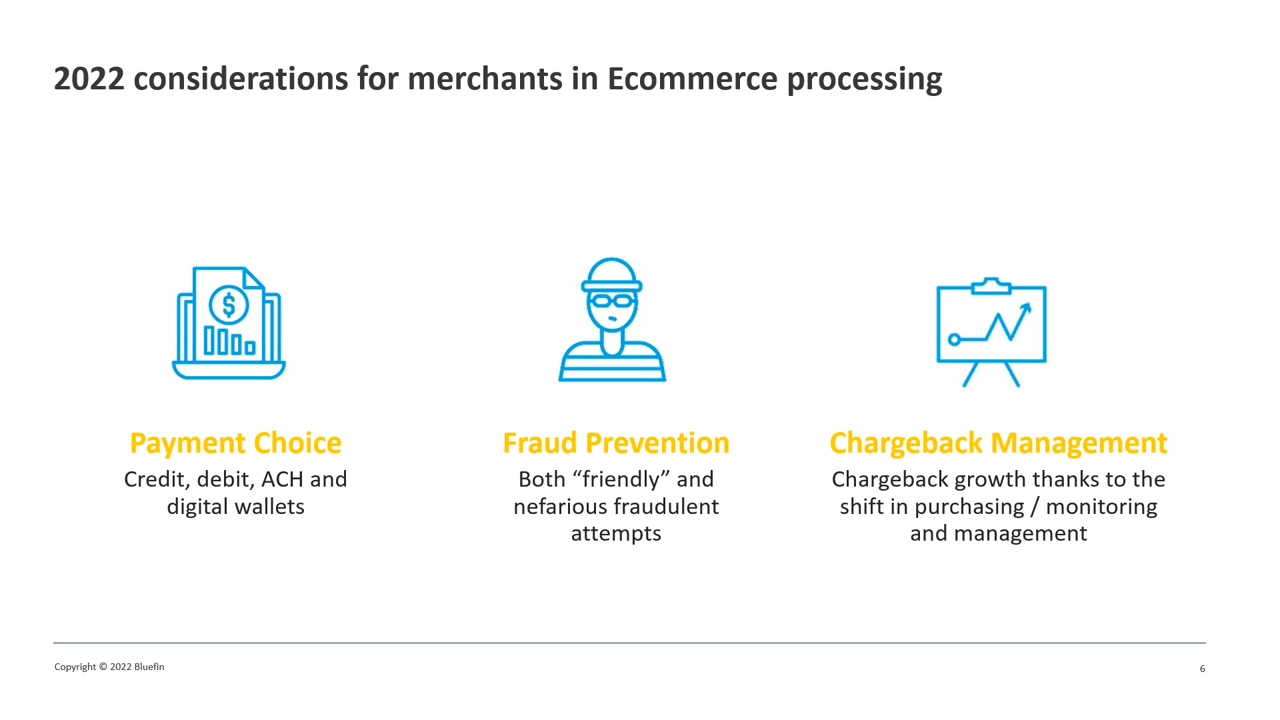 2022 considerations for merchants in Ecommerce processing
$
Payment Choice
Credit, debit, ACH and
digital wallets
Fraud Prevention
Both “friendly” and
nefarious fraudulent
attempts
Chargeback Management
Chargeback growth thanks to the
shift in purchasing / monitoring
and management
Copyright © 2022 Bluefin
6